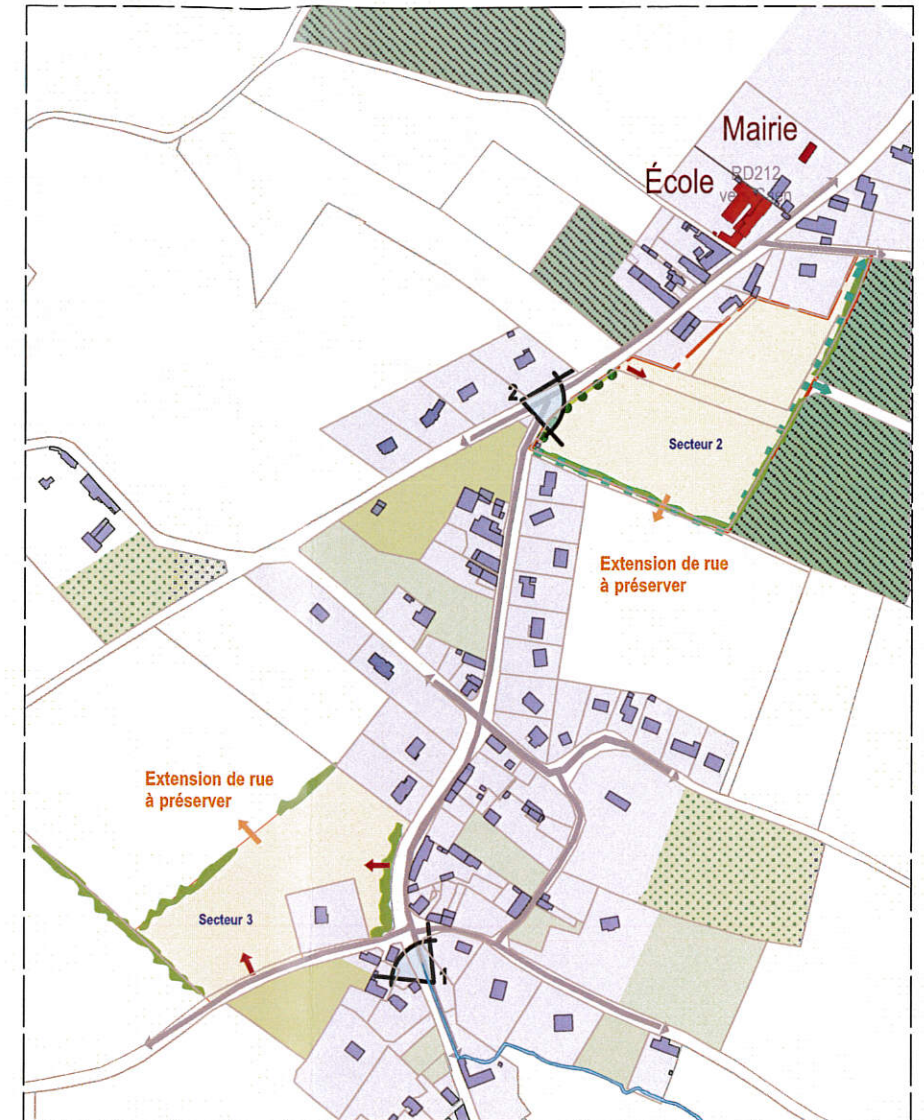 Mairie
École
RD212
2
Secteur 2
Extension de rue
à préserver
Extension de rue
à préserver
Secteur 3
1